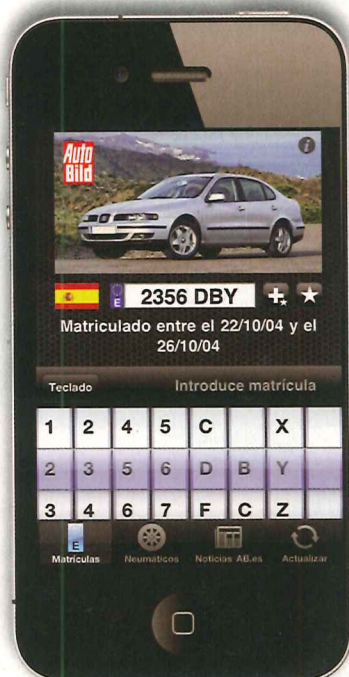 Auto
Bild
i
E 2356 DBY
Matriculado entre el 22/10/04 y el
26/10/04
Teclado Introduce matrícula
1 2 4 5 C X
2 3 5 6 D B Y
3 4 6 7 F C Z
E
Matrículas Neumáticos Noticias AB.es Actualizar